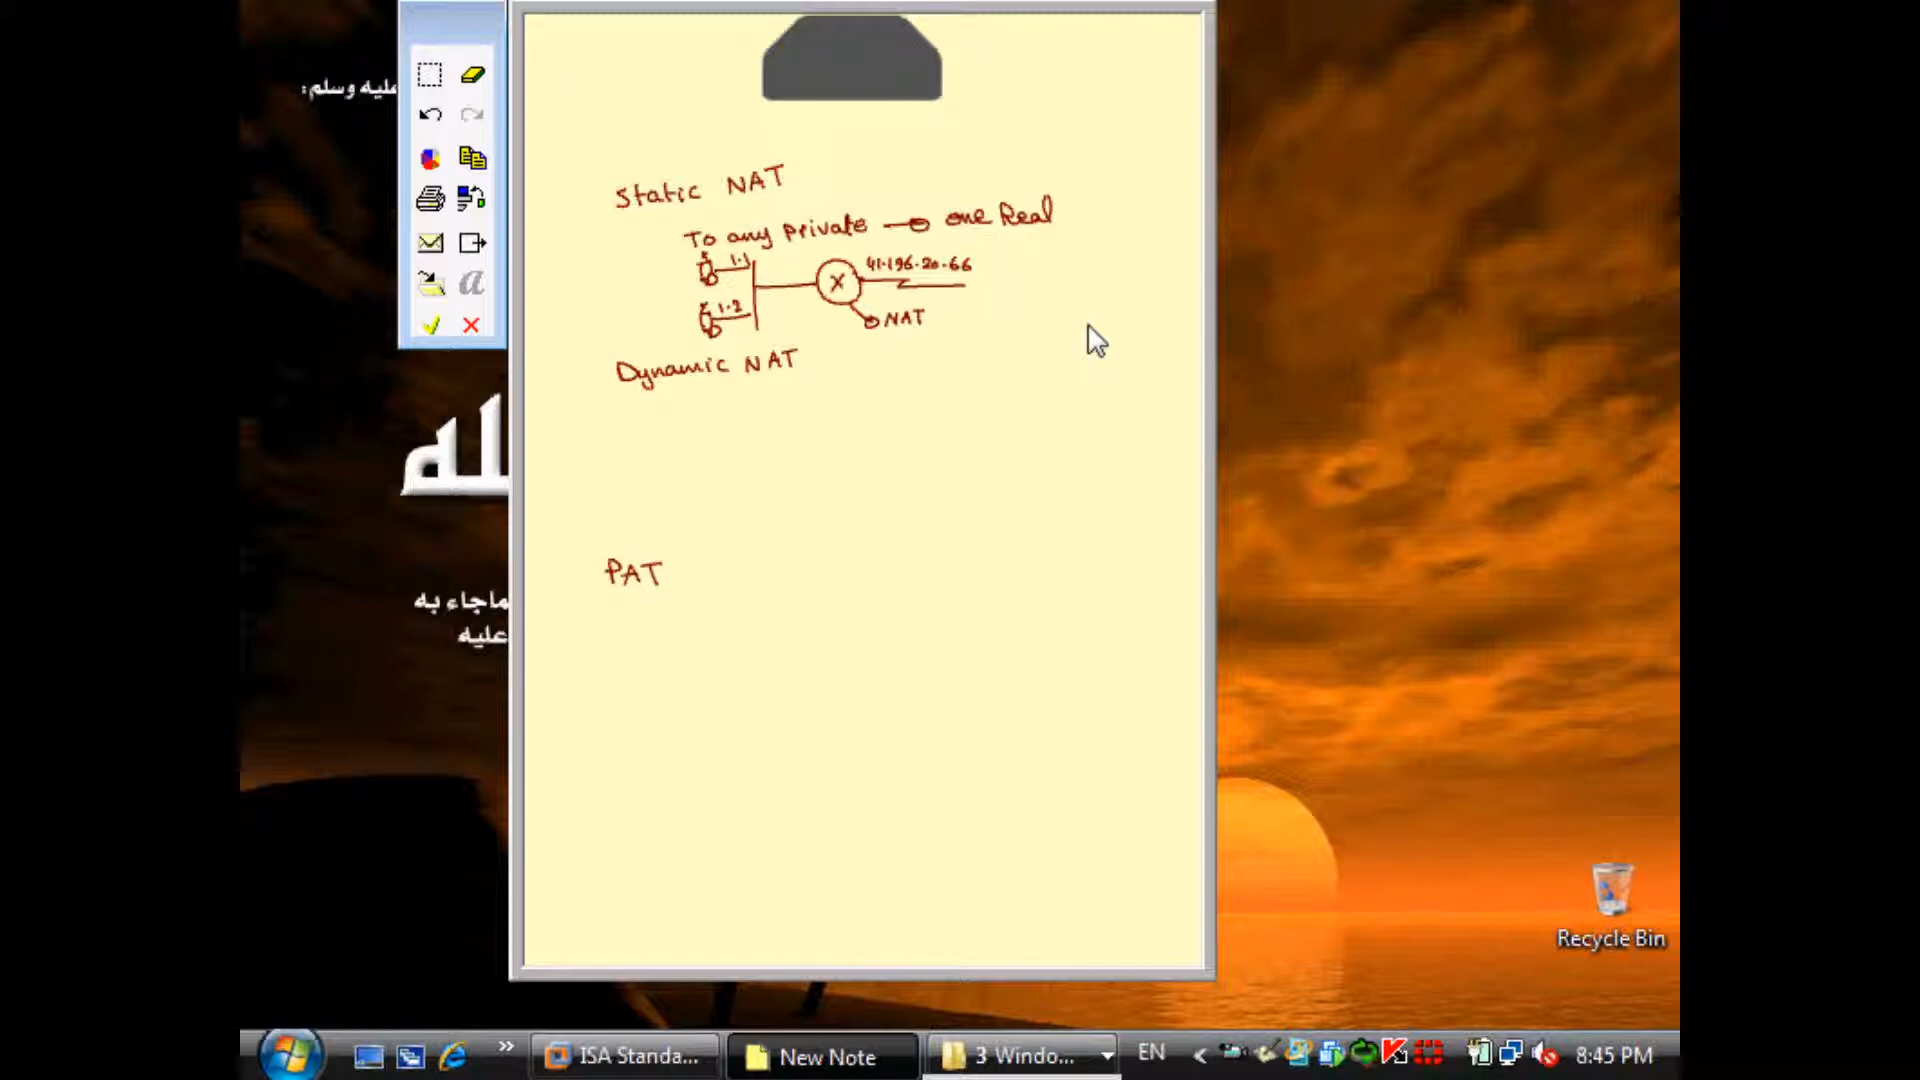 عليه وسلم:
Static NAT
To any private one Real
1.1
41.196.20.66
X
1.2
NAT
Dynamic NAT
لله
PAT
ماجاء به
عليه
Recycle Bin
ISA Standa...
New Note
3 Windo...
EN
8:45 PM